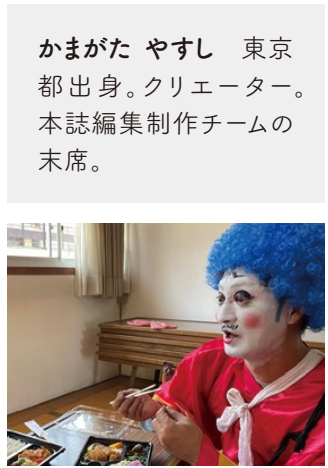 かまがた やすし　東京
都出身。クリエーター。
本誌編集制作チームの
末席。